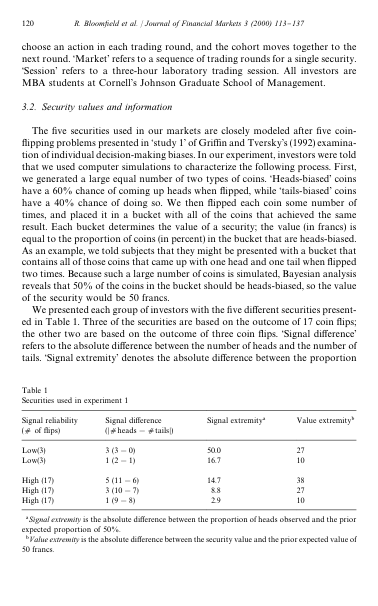 120 R. Bloomfield et al. / Journal of Financial Markets 3 (2000) 113–137
choose an action in each trading round, and the cohort moves together to the
next round. ‘Market’ refers to a sequence of trading rounds for a single security.
‘Session’ refers to a three-hour laboratory trading session. All investors are
MBA students at Cornell’s Johnson Graduate School of Management.
3.2. Security values and information
The five securities used in our markets are closely modeled after five coin-
flipping problems presented in ‘study 1’ of Griffin and Tversky’s (1992) examina-
tion of individual decision-making biases. In our experiment, investors were told
that we used computer simulations to characterize the following process. First,
we generated a large equal number of two types of coins. ‘Heads-biased’ coins
have a 60% chance of coming up heads when flipped, while ‘tails-biased’ coins
have a 40% chance of doing so. We then flipped each coin some number of
times, and placed it in a bucket with all of the coins that achieved the same
result. Each bucket determines the value of a security; the value (in francs) is
equal to the proportion of coins (in percent) in the bucket that are heads-biased.
As an example, we told subjects that they might be presented with a bucket that
contains all of those coins that came up with one head and one tail when flipped
two times. Because such a large number of coins is simulated, Bayesian analysis
reveals that 50% of the coins in the bucket should be heads-biased, so the value
of the security would be 50 francs.
We presented each group of investors with the five different securities present-
ed in Table 1. Three of the securities are based on the outcome of 17 coin flips;
the other two are based on the outcome of three coin flips. ‘Signal difference’
refers to the absolute difference between the number of heads and the number of
tails. ‘Signal extremity’ denotes the absolute difference between the proportion
Table 1
Securities used in experiment 1
Signal reliability Signal difference Signal extremityᵃ Value extremityᵇ
(# of flips) (|#heads − #tails|)
Low(3) 3 (3 − 0) 50.0 27
Low(3) 1 (2 − 1) 16.7 10
High (17) 5 (11 − 6) 14.7 38
High (17) 3 (10 − 7) 8.8 27
High (17) 1 (9 − 8) 2.9 10
ᵃSignal extremity is the absolute difference between the proportion of heads observed and the prior
expected proportion of 50%.
ᵇValue extremity is the absolute difference between the security value and the prior expected value of
50 francs.